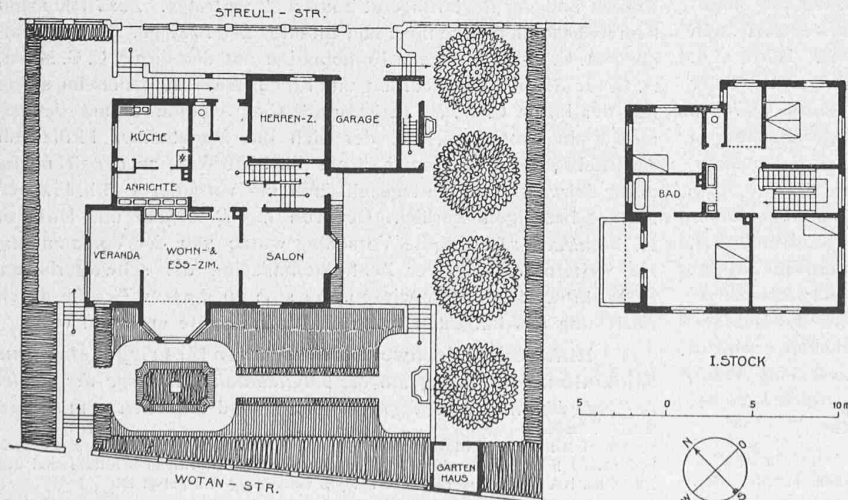 STREULI - STR.
KÜCHE
HERREN-Z.
GARAGE
ANRICHTE
VERANDA
WOHN- &
ESS-ZIM.
SALON
WOTAN - STR.
GARTEN
HAUS
BAD
I. STOCK
5 0 5 10 m
N O
W S